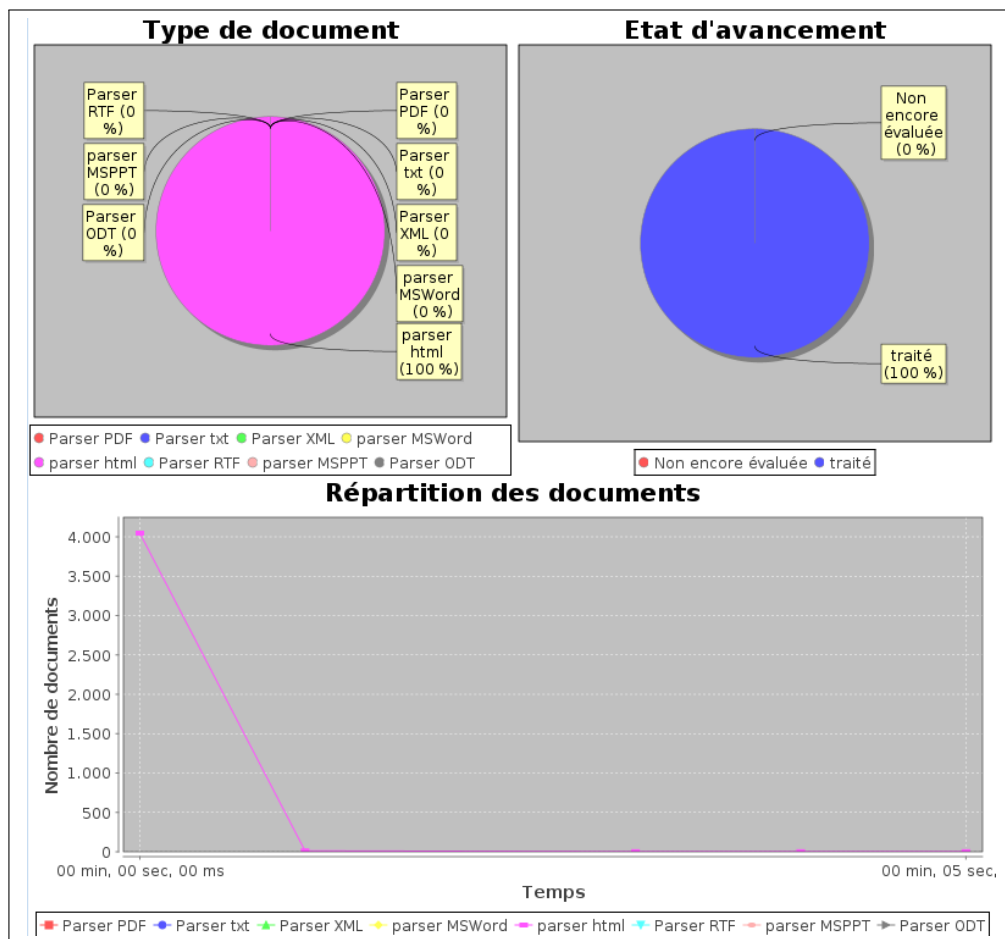 Type de document
Parser
RTF (0
%)
parser
MSPPT
(0 %)
Parser
ODT (0
%)
Parser
PDF (0
%)
Parser
txt (0
%)
Parser
XML (0
%)
parser
MSWord
(0 %)
parser
html
(100 %)
Parser PDF Parser txt Parser XML parser MSWord
parser html Parser RTF parser MSPPT Parser ODT
Etat d'avancement
Non
encore
évaluée
(0 %)
traité
(100 %)
Non encore évaluée traité
Répartition des documents
Nombre de documents
4.000
3.500
3.000
2.500
2.000
1.500
1.000
500
0
00 min, 00 sec, 00 ms 00 min, 05 sec,
Temps
Parser PDF Parser txt Parser XML parser MSWord parser html Parser RTF parser MSPPT Parser ODT